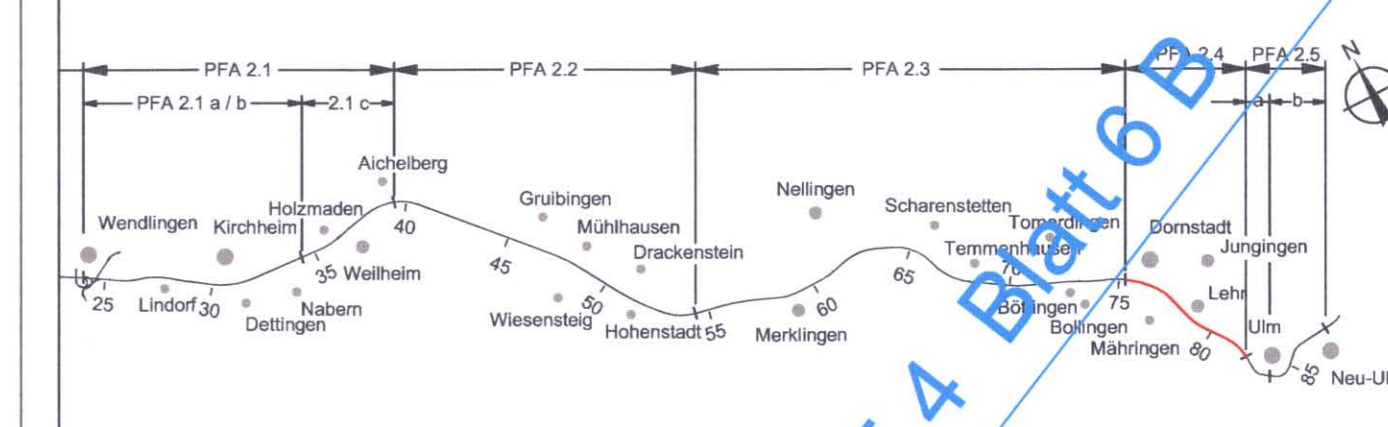 PFA 2.1
PFA 2.2
PFA 2.3
PFA 2.4
PFA 2.5
PFA 2.1 a / b
2.1 c
a
b
N
Aichelberg
Wendlingen
Kirchheim
Holzmaden
40
Gruibingen
Mühlhausen
Drackenstein
Nellingen
Scharenstetten
Tomerdingen
Temmenhausen
Dornstadt
Jungingen
25
Lindorf
30
Dettingen
Nabern
35
Weilheim
45
50
Wiesensteig
Hohenstadt
55
Merklingen
60
65
70
Böttingen
Bollingen
Mähringen
75
Lehr
80
Ulm
85
Neu-Ul
4 Blatt 6 B